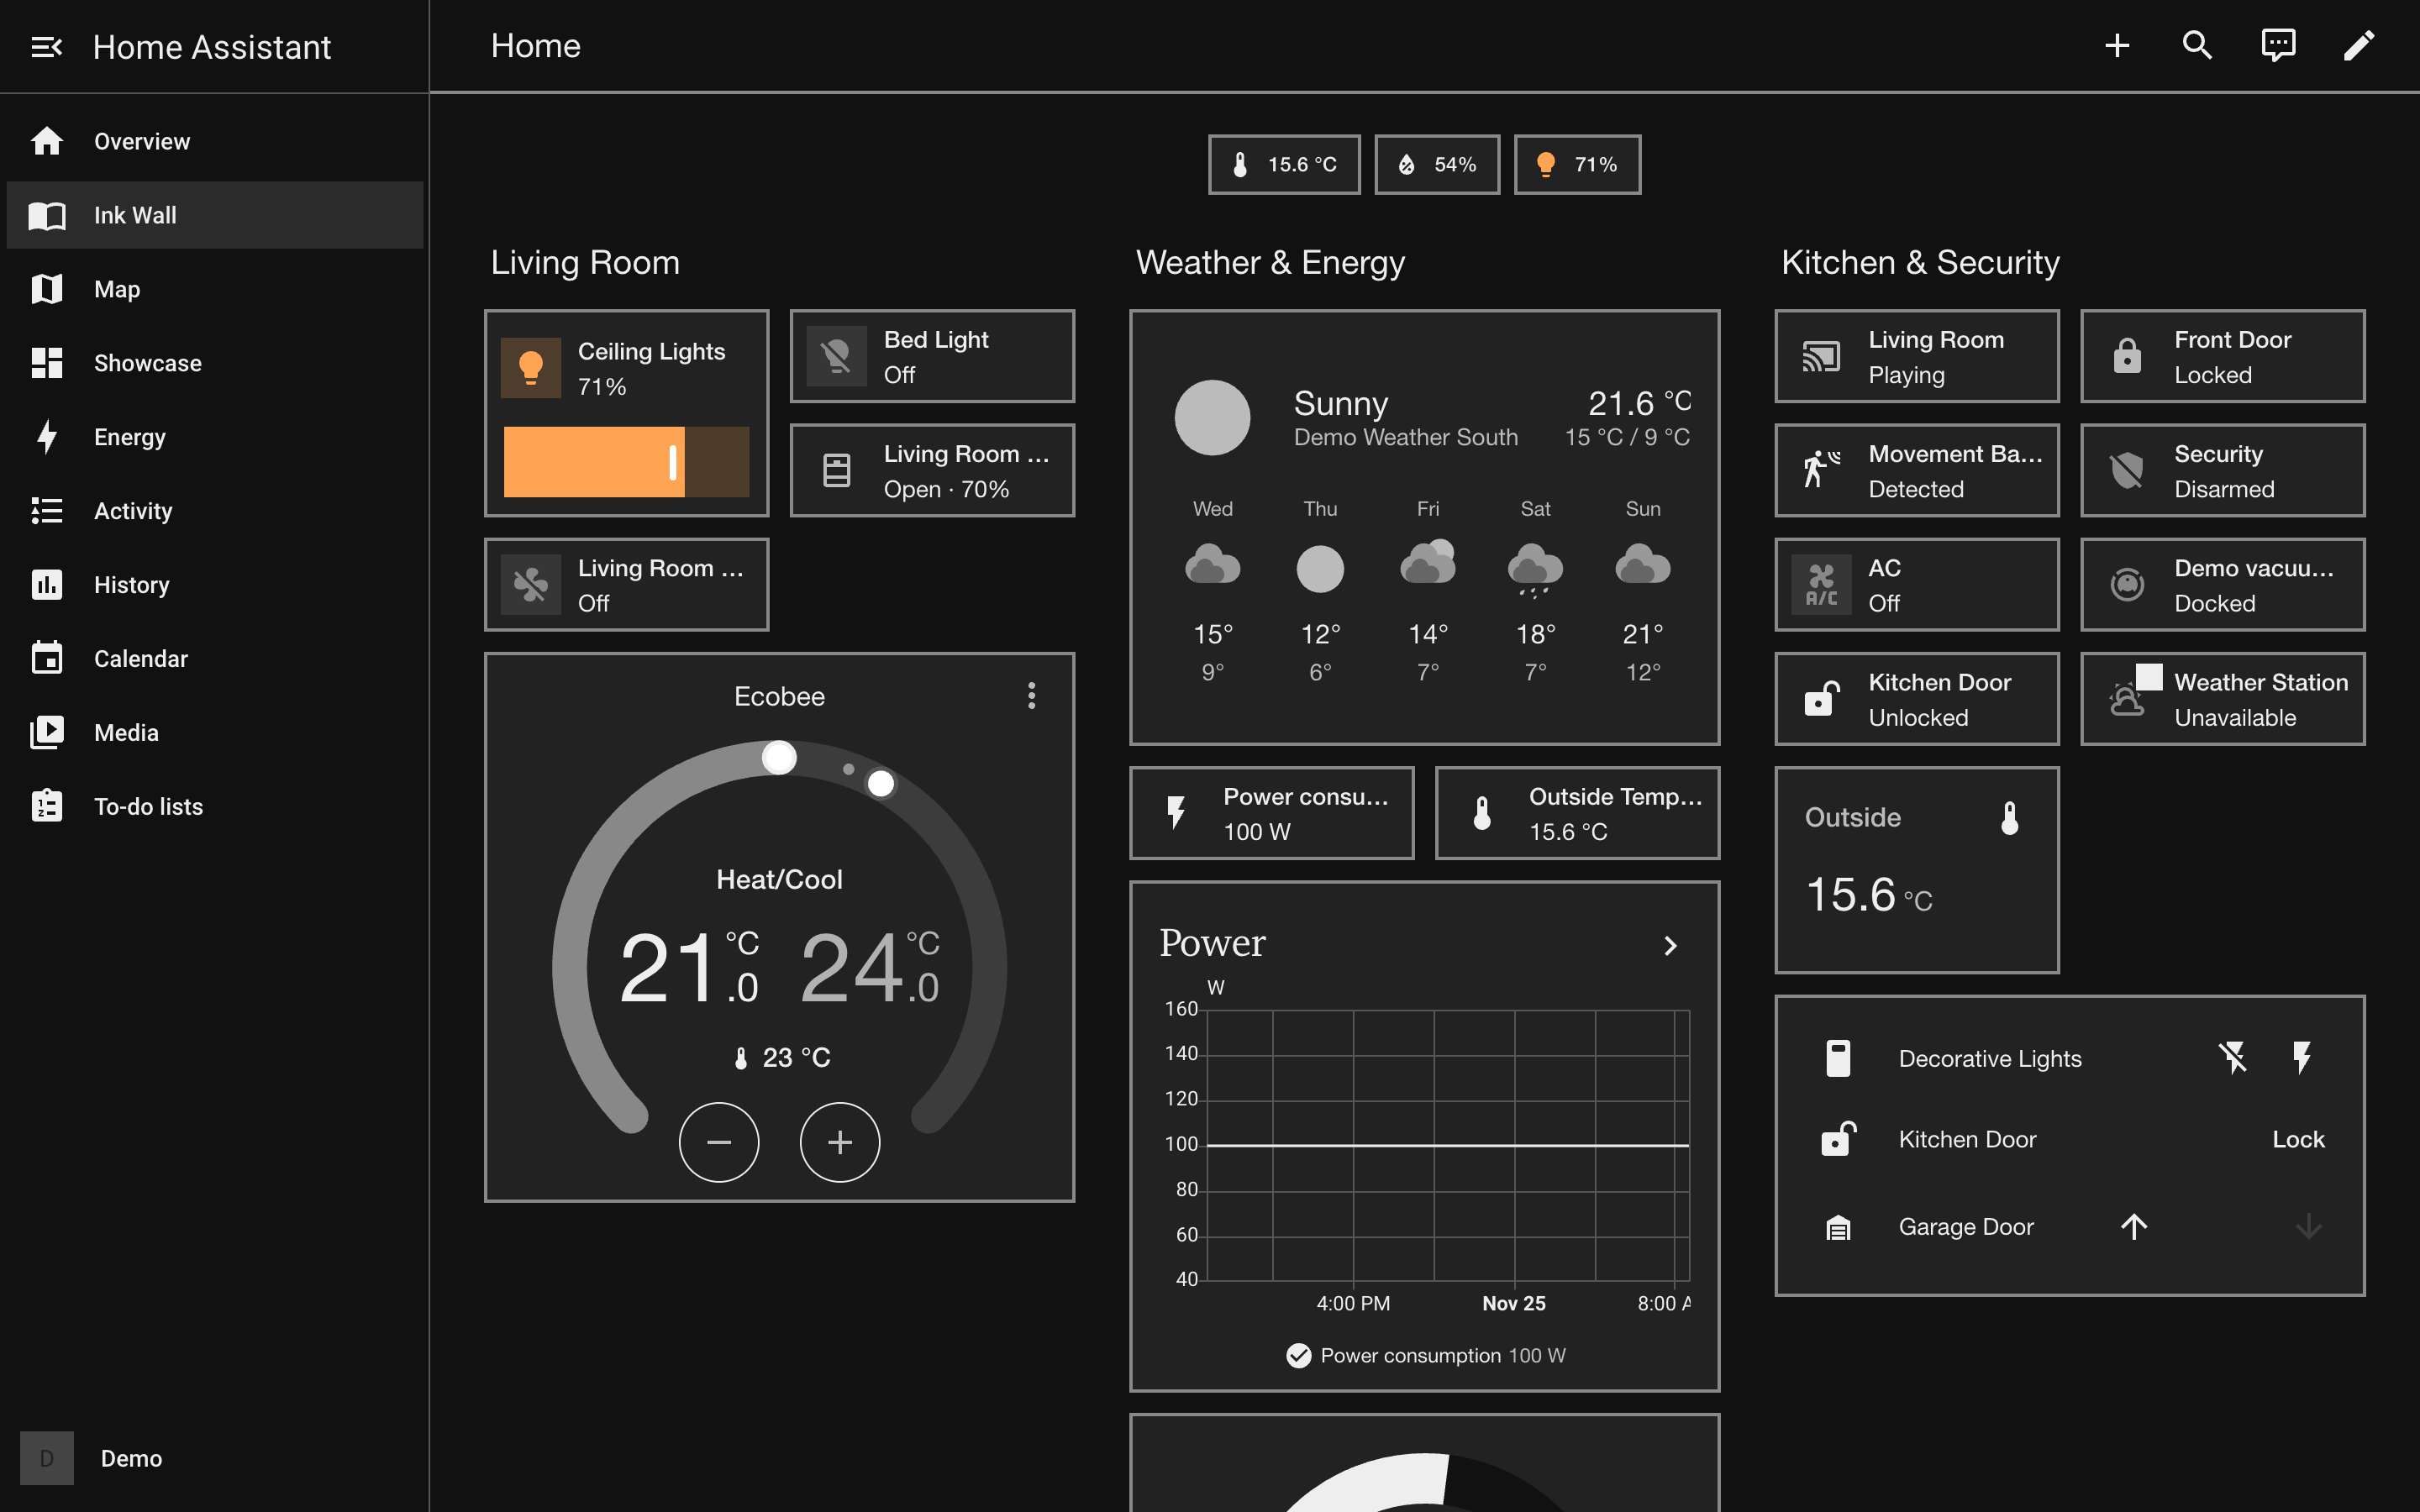 Home Assistant
Home
Overview
Ink Wall
Map
Showcase
Energy
Activity
History
Calendar
Media
To-do lists
D
Demo
15.6 °C
54%
71%
Living Room
Ceiling Lights
71%
Bed Light
Off
Living Room ...
Open · 70%
Living Room ...
Off
Ecobee
Heat/Cool
21.0 °C 24.0 °C
23 °C
Weather & Energy
Sunny
21.6 °C
Demo Weather South
15 °C / 9 °C
Wed Thu Fri Sat Sun
15° 12° 14° 18° 21°
9° 6° 7° 7° 12°
Power consu...
100 W
Outside Temp...
15.6 °C
Power
W
160
140
120
100
80
60
40
4:00 PM Nov 25 8:00 A
Power consumption 100 W
Kitchen & Security
Living Room
Playing
Front Door
Locked
Movement Ba...
Detected
Security
Disarmed
A/C
AC
Off
Demo vacuu...
Docked
Kitchen Door
Unlocked
Weather Station
Unavailable
Outside
15.6 °C
Decorative Lights
Kitchen Door
Lock
Garage Door